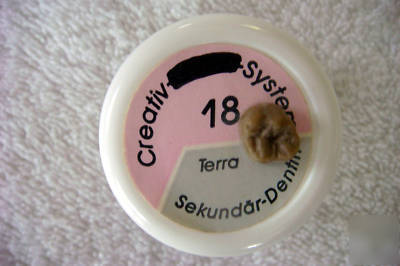 Creativ- -System
18
Terra
Sekundär-Dentin